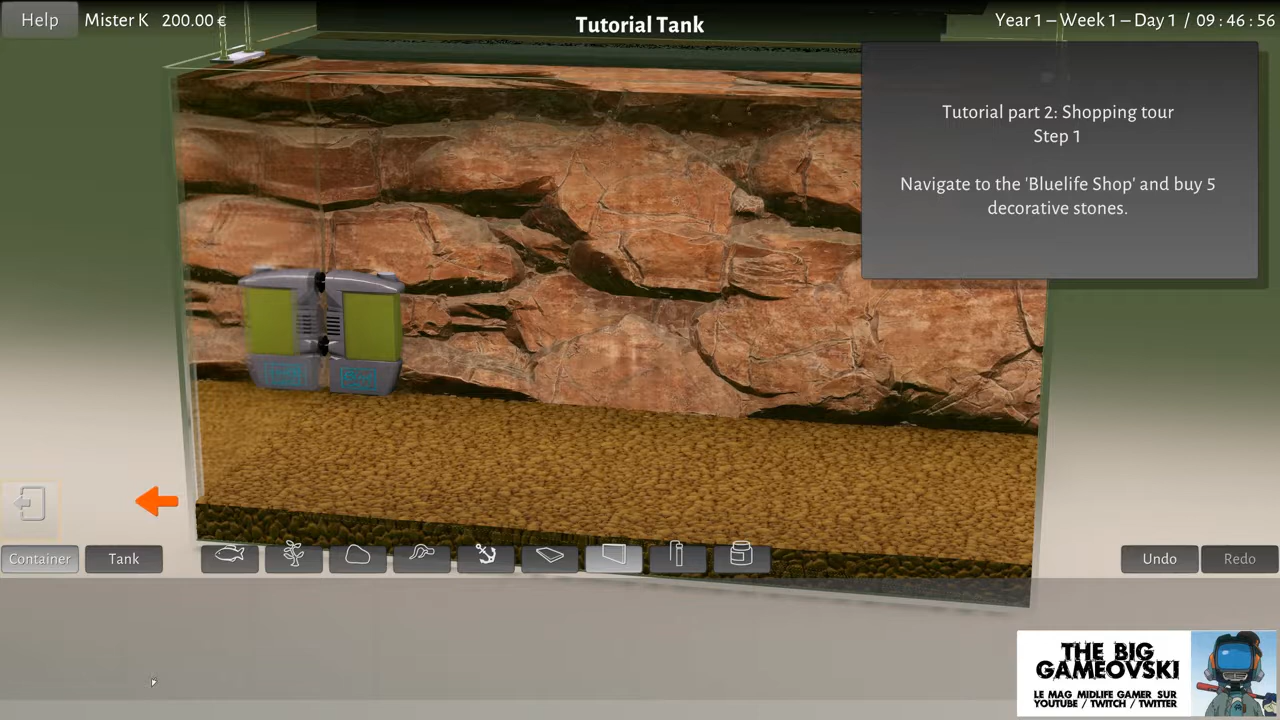 Help
Mister K
200.00 €
Tutorial Tank
Year 1 – Week 1 – Day 1 / 09 : 46 : 56
Tutorial part 2: Shopping tour
Step 1
Navigate to the 'Bluelife Shop' and buy 5
decorative stones.
Container
Tank
Undo
Redo
THE BIG
GAMEOVSKI
LE MAG MIDLIFE GAMER SUR
YOUTUBE / TWITCH / TWITTER